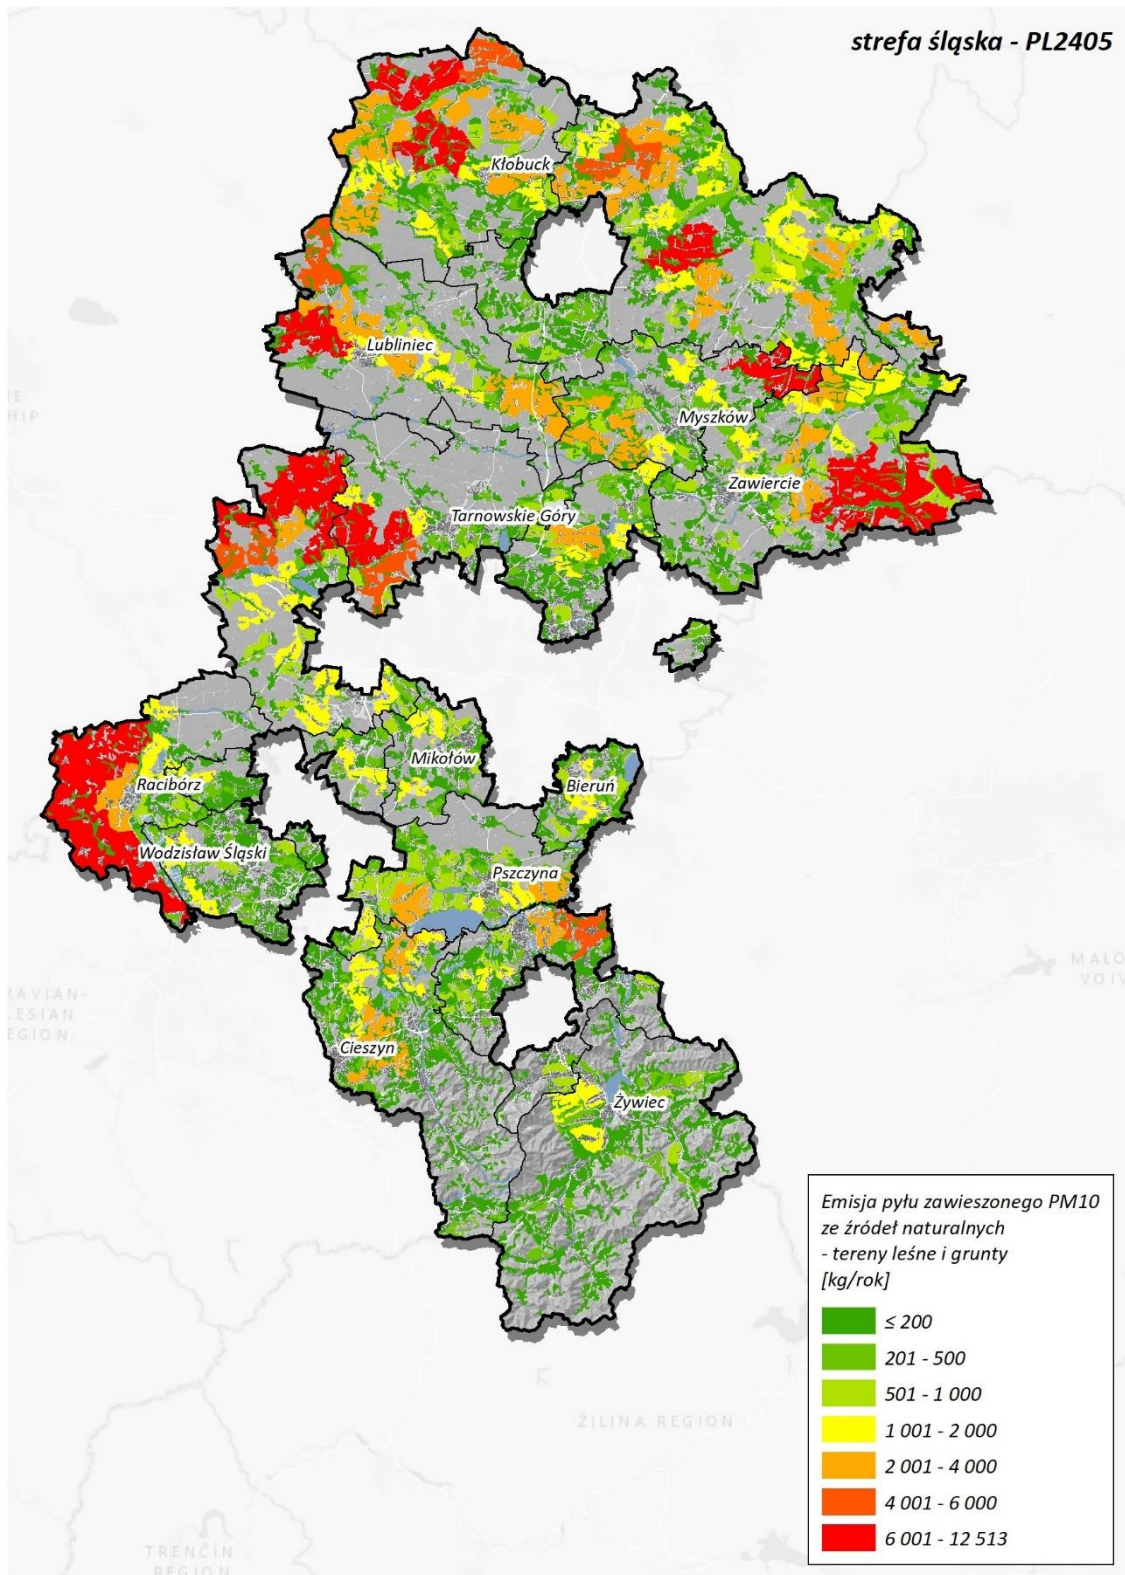 strefa śląska - PL2405
Kłobuck
Lubliniec
Myszków
Zawiercie
Tarnowskie Góry
Mikołów
Bieruń
Racibórz
Wodzisław Śląski
Pszczyna
Cieszyn
Żywiec
Emisja pyłu zawieszonego PM10
ze źródeł naturalnych
- tereny leśne i grunty
[kg/rok]
≤ 200
201 - 500
501 - 1 000
1 001 - 2 000
2 001 - 4 000
4 001 - 6 000
6 001 - 12 513
HIP
RAVIAN-
LESIAN
EGION
MAŁO
VOIV
ŽILINA REGION
TRENČÍN
REGION